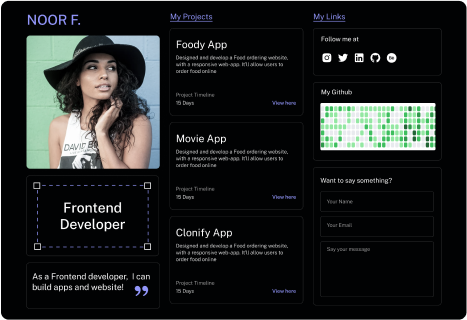 NOOR F.
DAVID BO
Frontend
Developer
As a Frontend developer, I can
build apps and website!
My Projects
Foody App
Designed and develop a Food ordering website,
with a responsive web-app. It'll allow users to
order food online
Project Timeline
15 Days
View here
Movie App
Designed and develop a Food ordering website,
with a responsive web-app. It'll allow users to
order food online
Project Timeline
15 Days
View here
Clonify App
Designed and develop a Food ordering website,
with a responsive web-app. It'll allow users to
order food online
Project Timeline
15 Days
View here
My Links
Follow me at
My Github
Want to say something?
Your Name
Your Email
Say your message